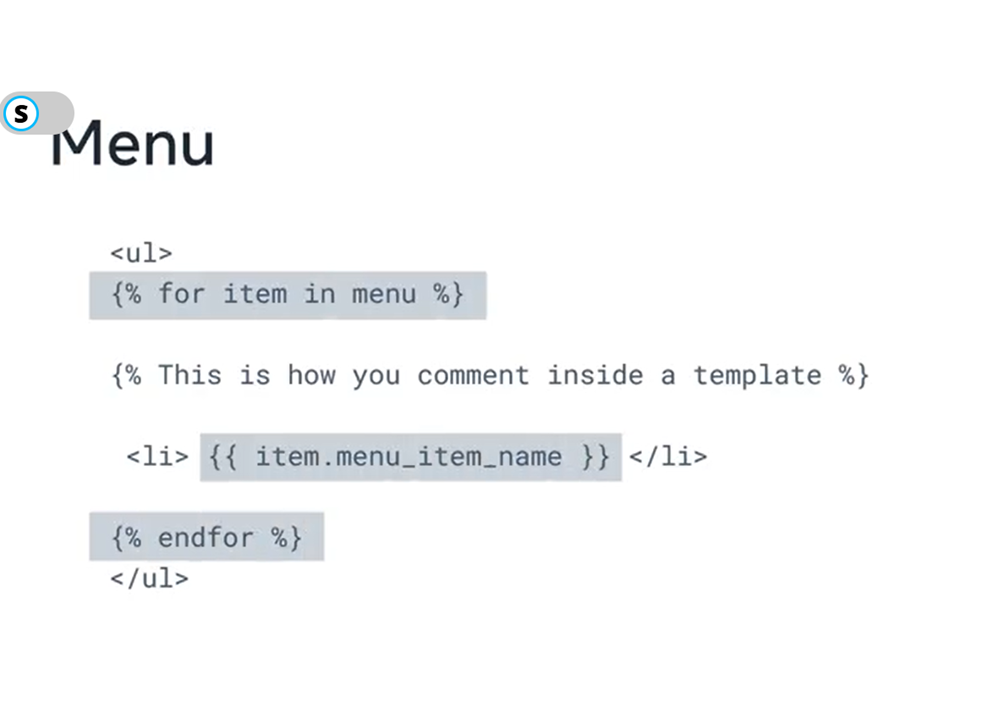 S
Menu
<ul>
{% for item in menu %}
{% This is how you comment inside a template %}
<li> {{ item.menu_item_name }} </li>
{% endfor %}
</ul>